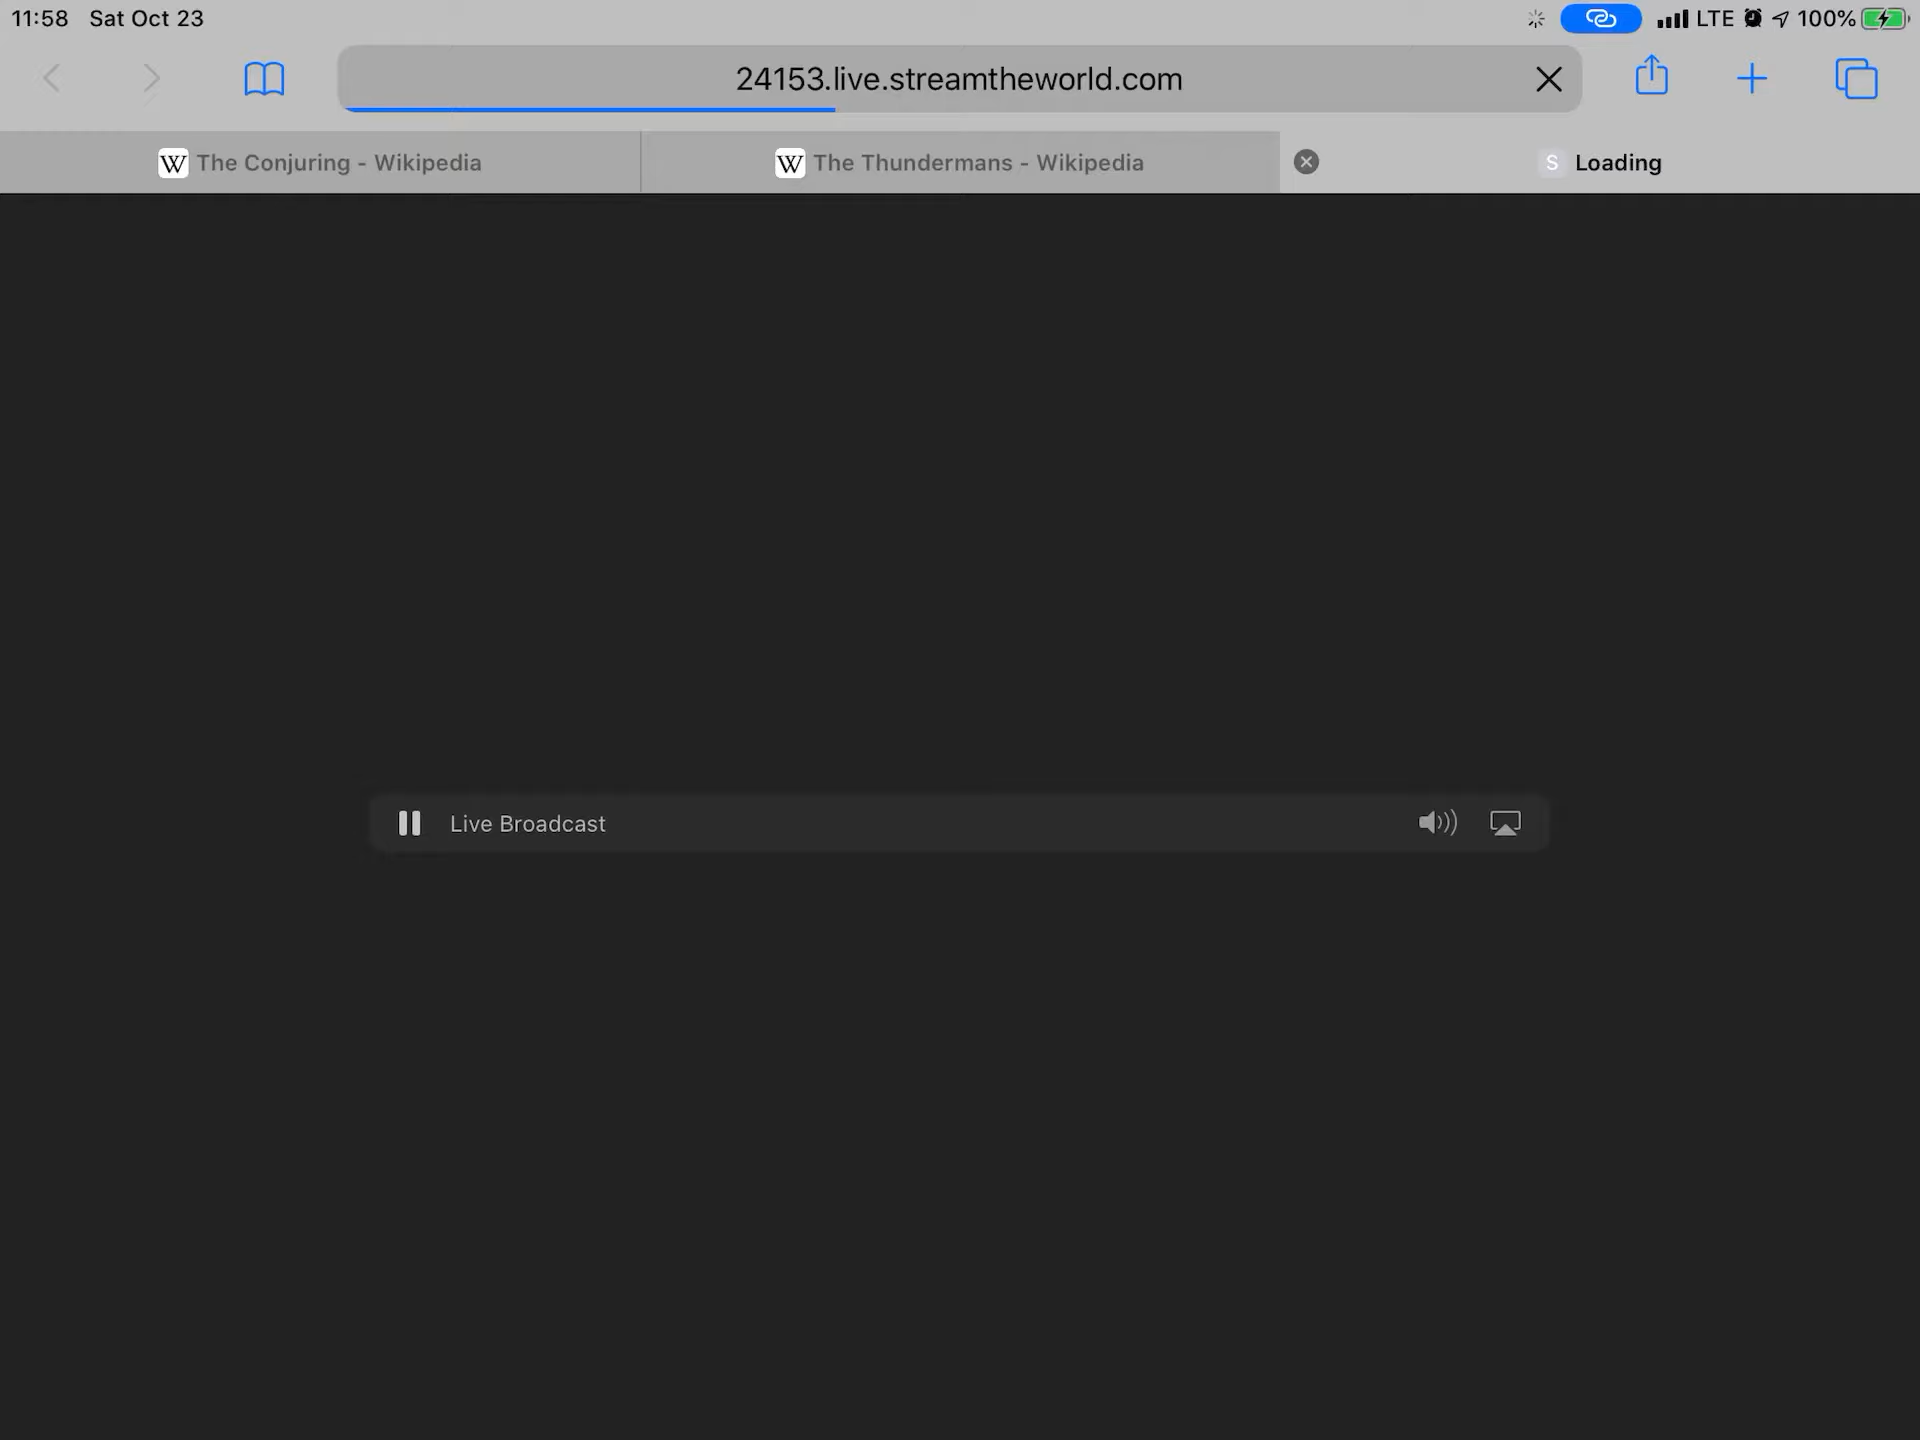 11:58 Sat Oct 23 LTE 100%
24153.live.streamtheworld.com
W The Conjuring - Wikipedia W The Thundermans - Wikipedia S Loading
Live Broadcast